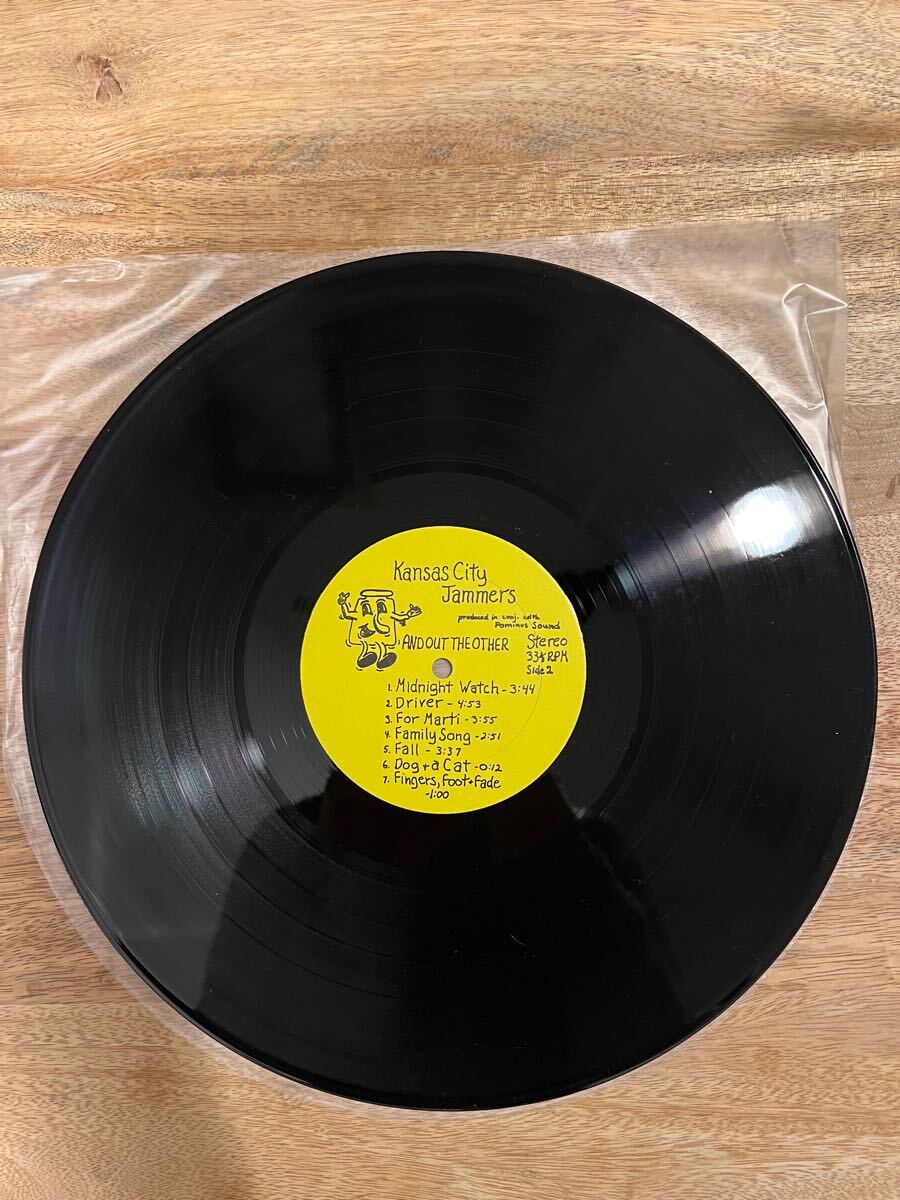 Kansas City
Jammers
produced in conj. with
Pominus Sound
AND OUT THE OTHER
Stereo
33⅓ RPM
Side 2
1. Midnight Watch - 3:44
2. Driver - 4:53
3. For Marti - 3:55
4. Family Song - 2:51
5. Fall - 3:37
6. Dog + a Cat - 0:12
7. Fingers, Foot + Fade
- 1:00